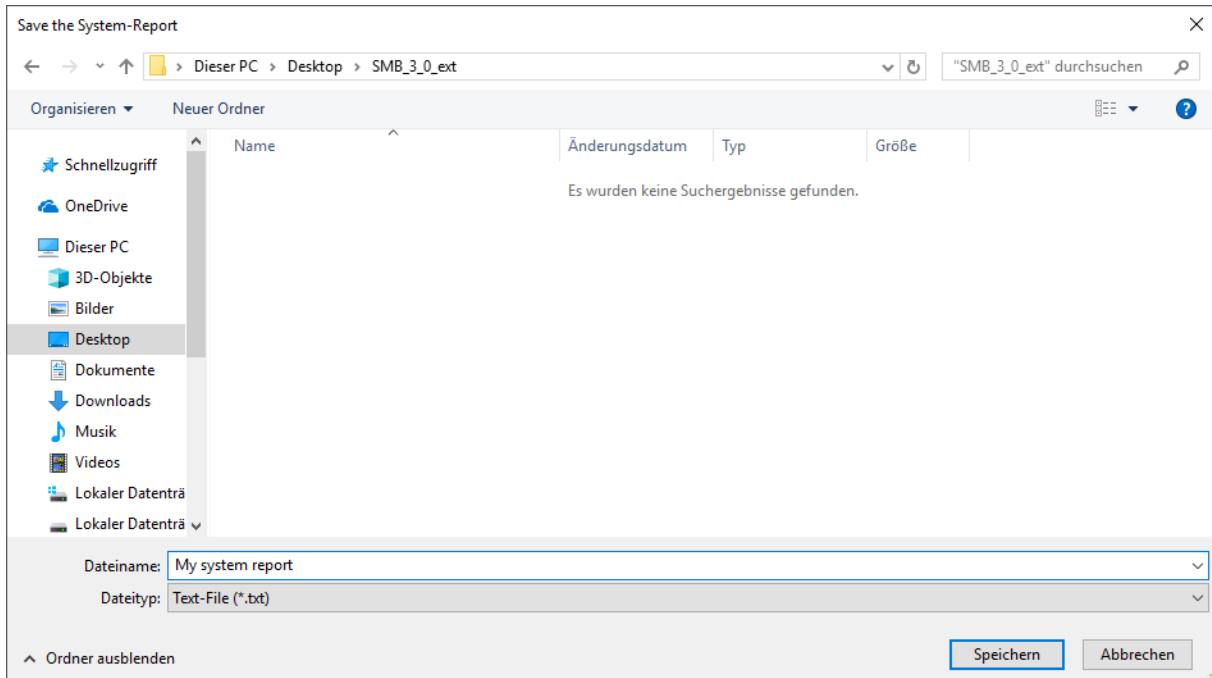 Save the System-Report
Dieser PC > Desktop > SMB_3_0_ext
"SMB_3_0_ext" durchsuchen
Organisieren
Neuer Ordner
Name
Änderungsdatum
Typ
Größe
Es wurden keine Suchergebnisse gefunden.
Schnellzugriff
OneDrive
Dieser PC
3D-Objekte
Bilder
Desktop
Dokumente
Downloads
Musik
Videos
Lokaler Datenträ
Lokaler Datenträ
Dateiname: My system report
Dateityp: Text-File (*.txt)
Ordner ausblenden
Speichern
Abbrechen